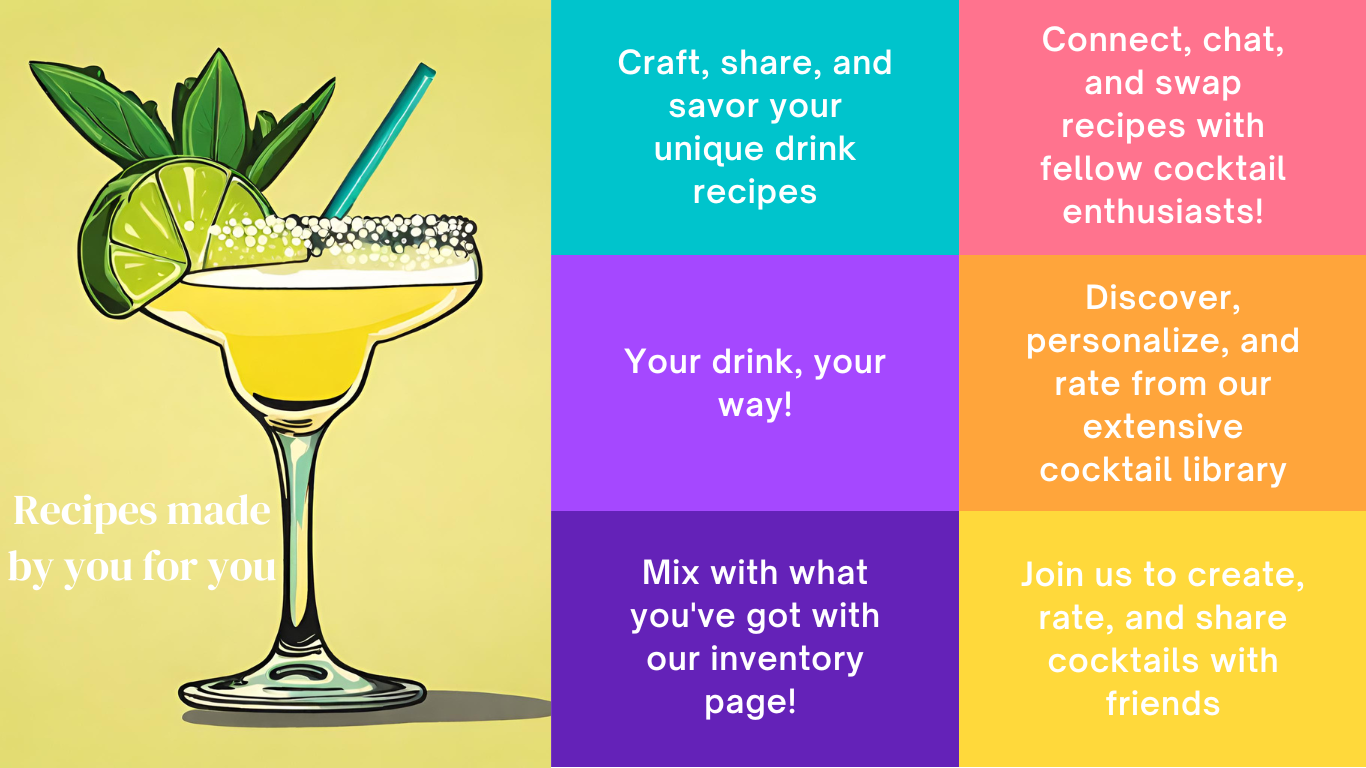 Recipes made
by you for you
Craft, share, and
savor your
unique drink
recipes
Connect, chat,
and swap
recipes with
fellow cocktail
enthusiasts!
Your drink, your
way!
Discover,
personalize, and
rate from our
extensive
cocktail library
Mix with what
you've got with
our inventory
page!
Join us to create,
rate, and share
cocktails with
friends